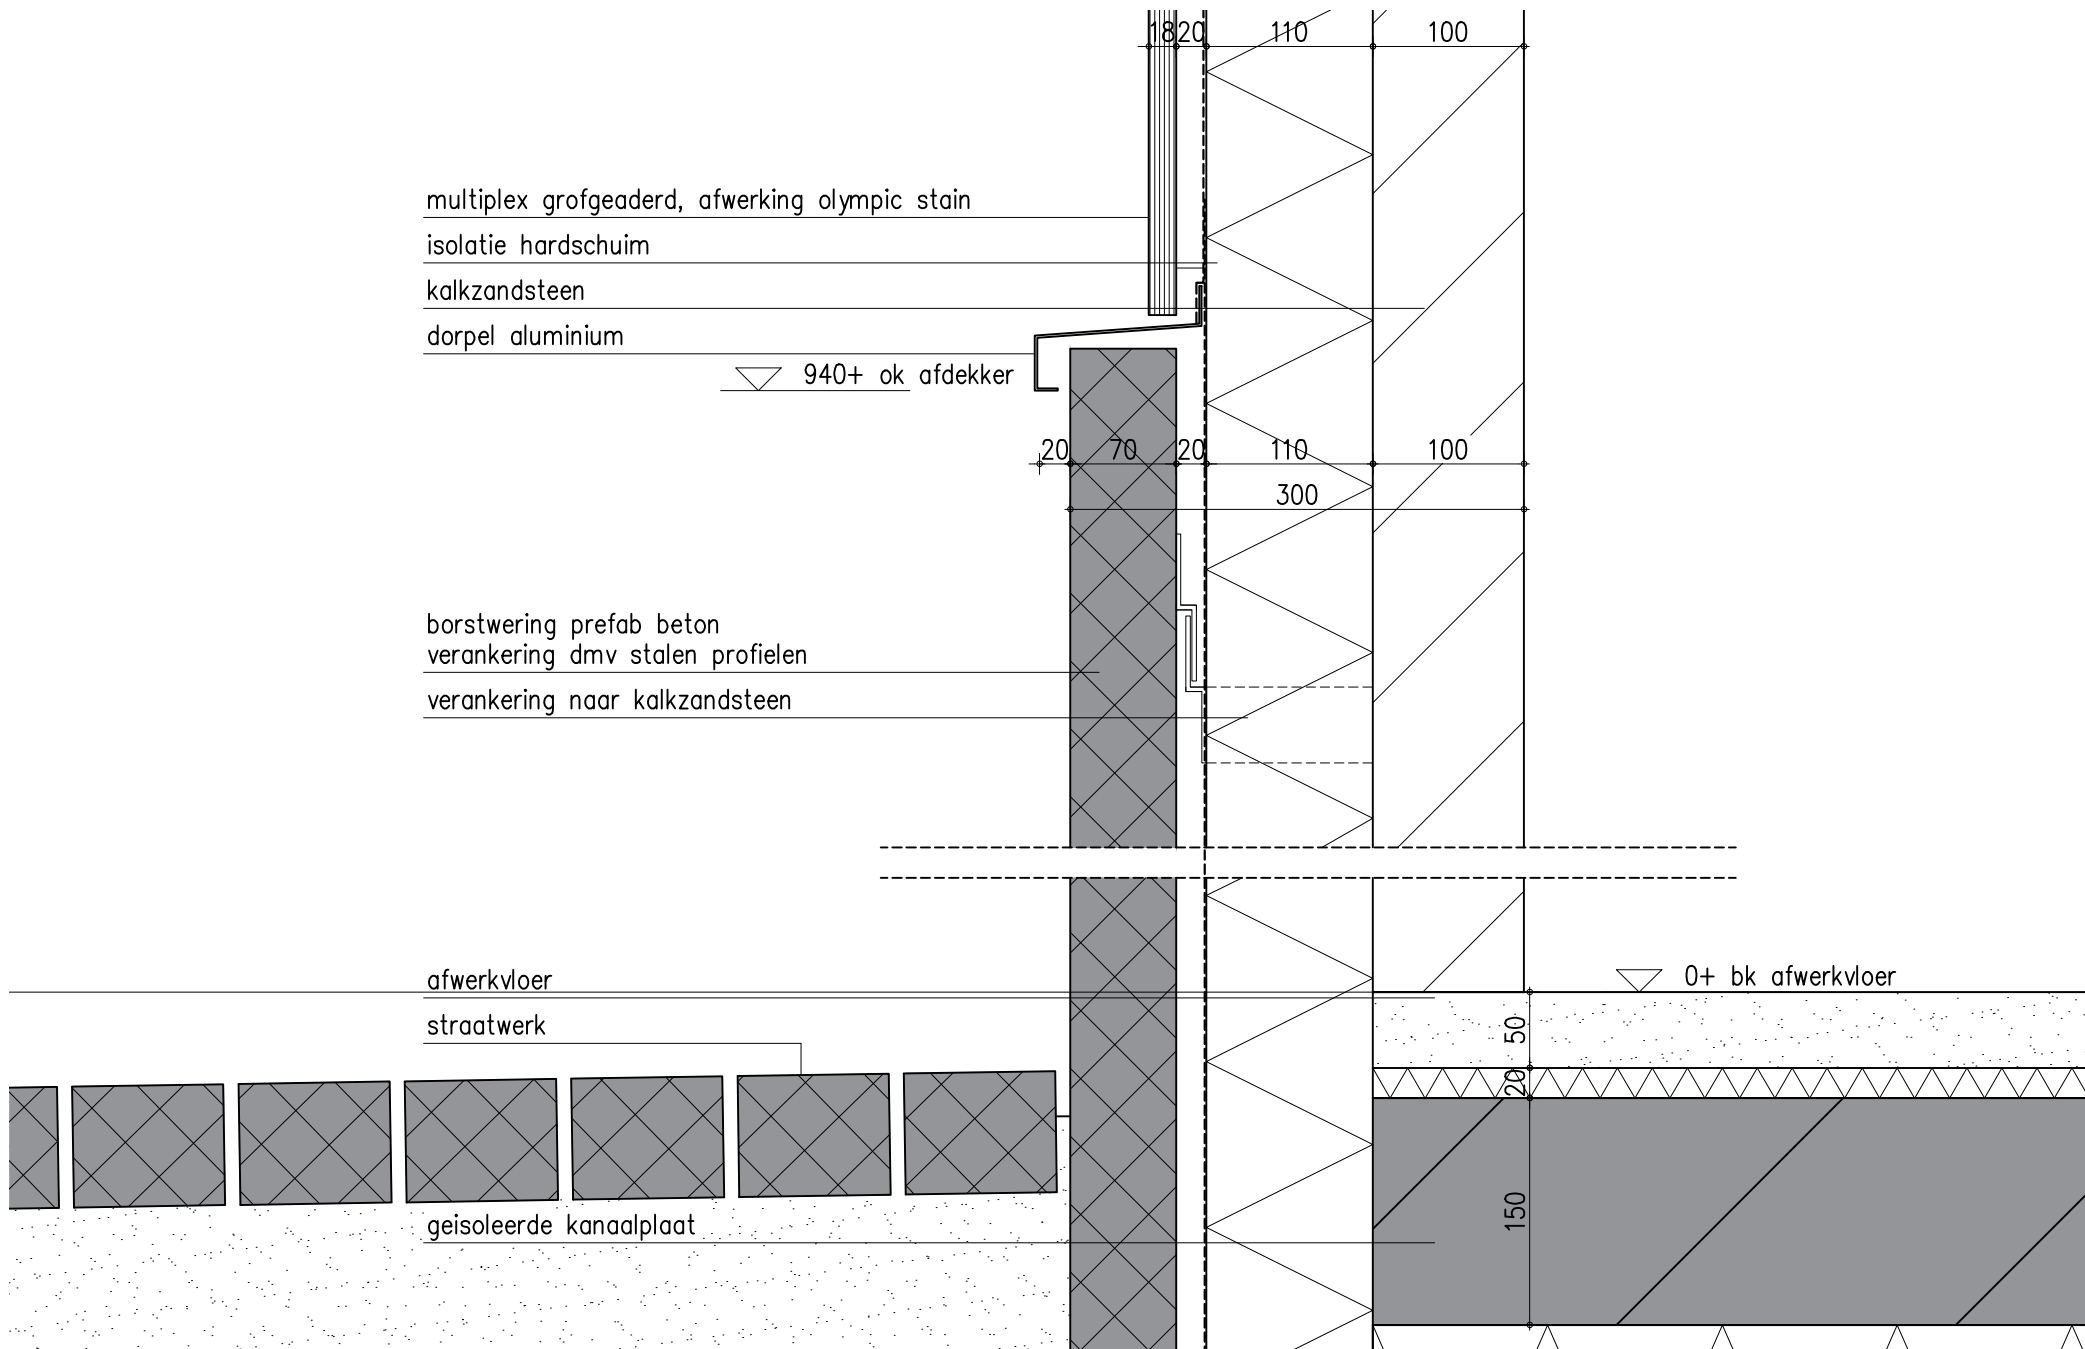 18 20 110 100
multiplex grofgeaderd, afwerking olympic stain
isolatie hardschuim
kalkzandsteen
dorpel aluminium
940+ ok afdekker
20 70 20 110 100
300
borstwering prefab beton
verankering dmv stalen profielen
verankering naar kalkzandsteen
afwerkvloer
0+ bk afwerkvloer
straatwerk
50
20
150
geisoleerde kanaalplaat